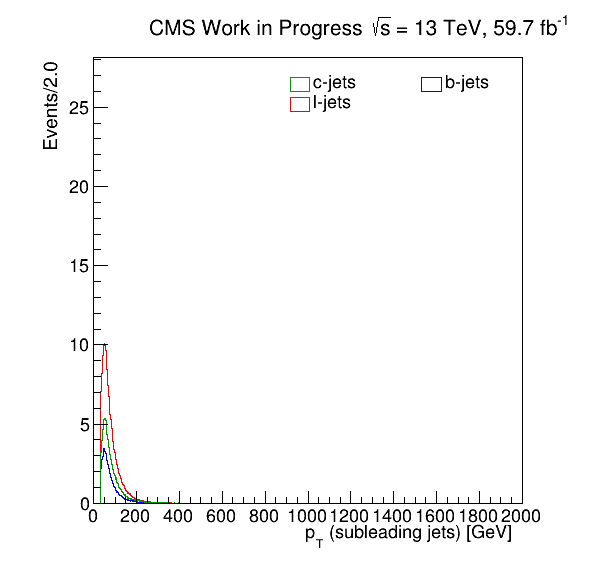 CMS Work in Progress √s = 13 TeV, 59.7 fb⁻¹
Events/2.0
c-jets b-jets
l-jets
25
20
15
10
5
0
0 200 400 600 800 1000 1200 1400 1600 1800 2000
p_T (subleading jets) [GeV]